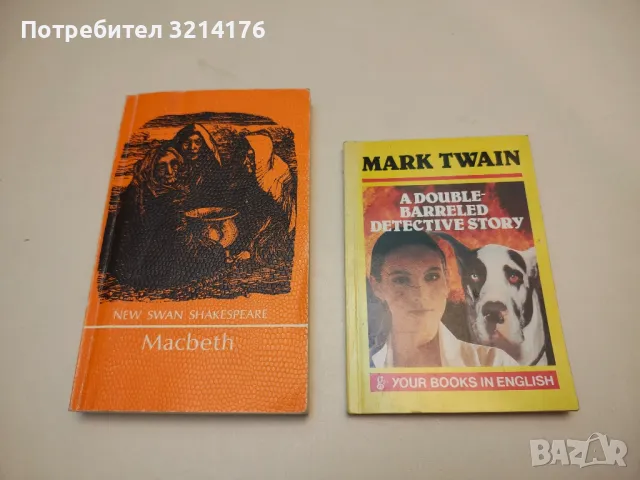 Потребител 3214176
NEW SWAN SHAKESPEARE
Macbeth
MARK TWAIN
A DOUBLE-
BARRELED
DETECTIVE STORY
YOUR BOOKS IN ENGLISH
BAZAR